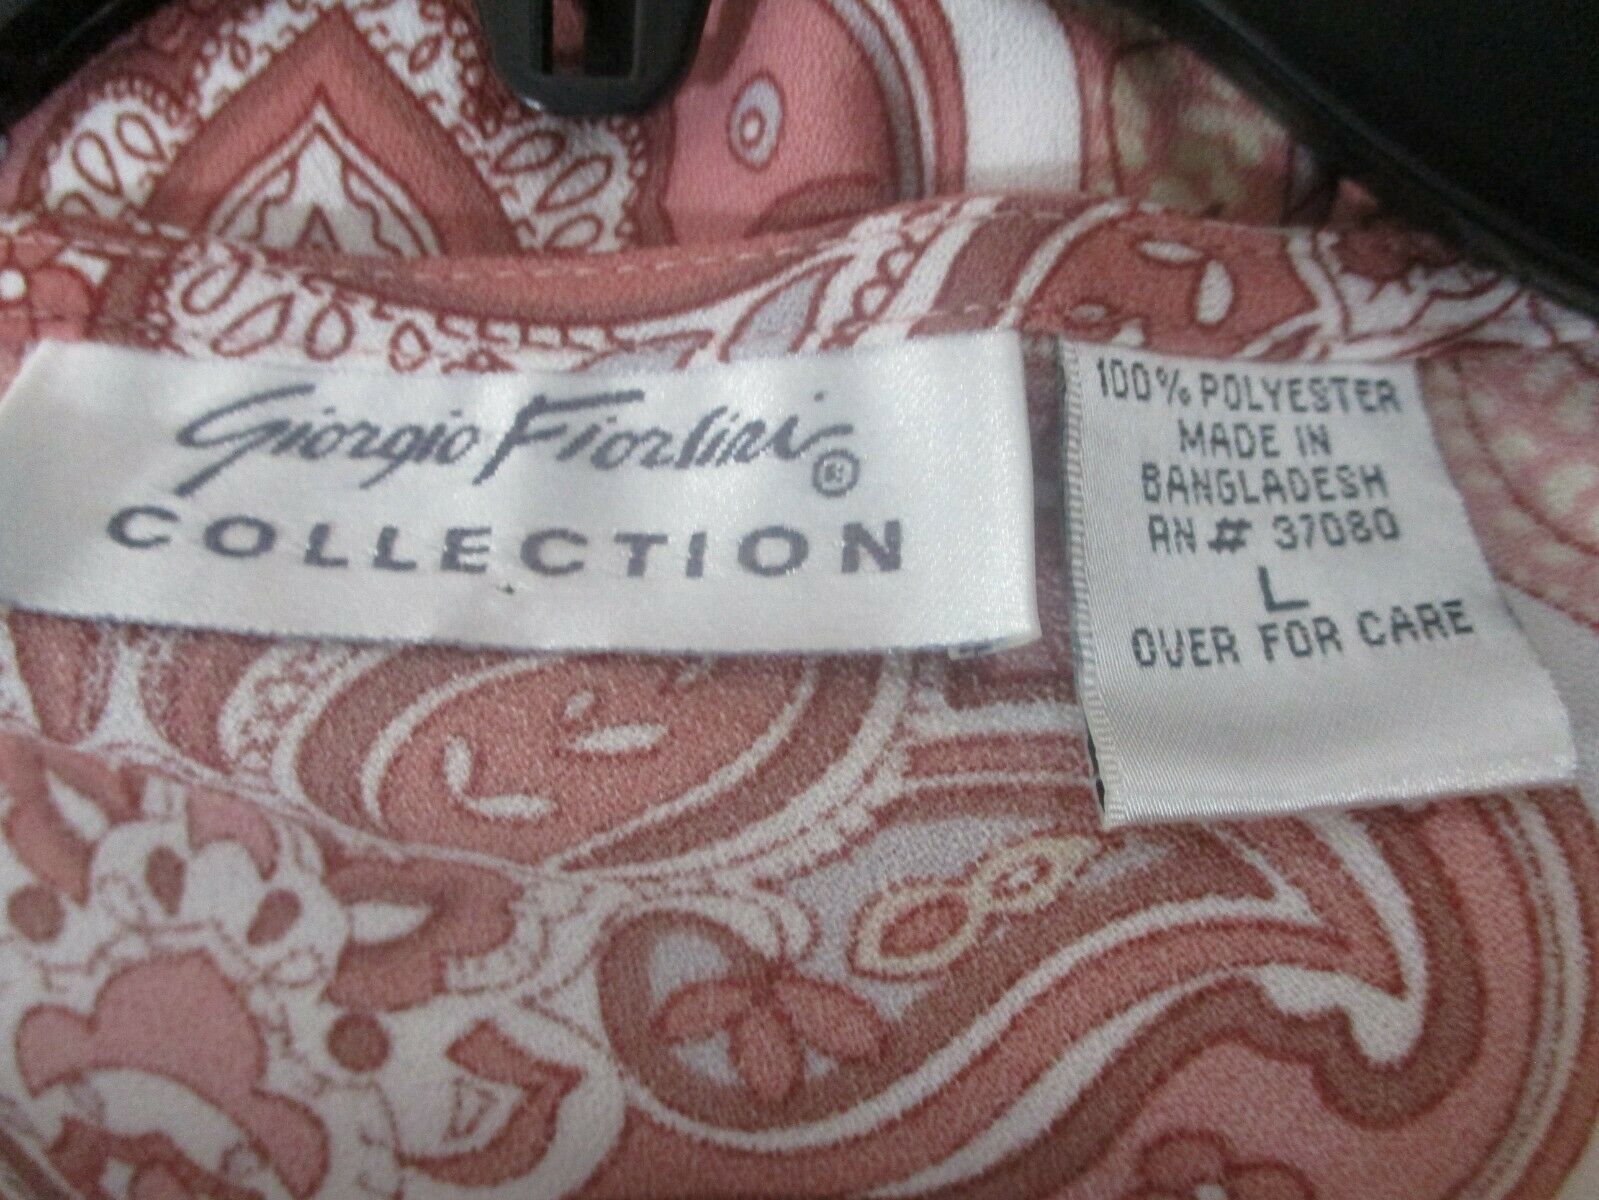 Giorgio Fiorlini ®
COLLECTION
100% POLYESTER
MADE IN
BANGLADESH
RN # 37080
L
OVER FOR CARE